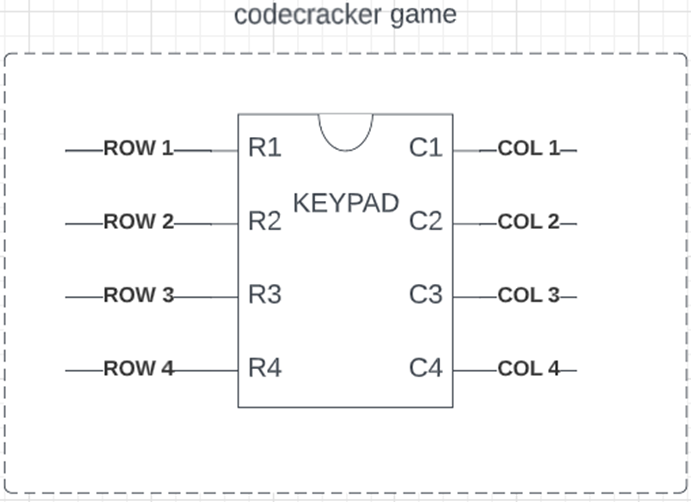 codecracker game
ROW 1 R1 C1 COL 1
KEYPAD
ROW 2 R2 C2 COL 2
ROW 3 R3 C3 COL 3
ROW 4 R4 C4 COL 4